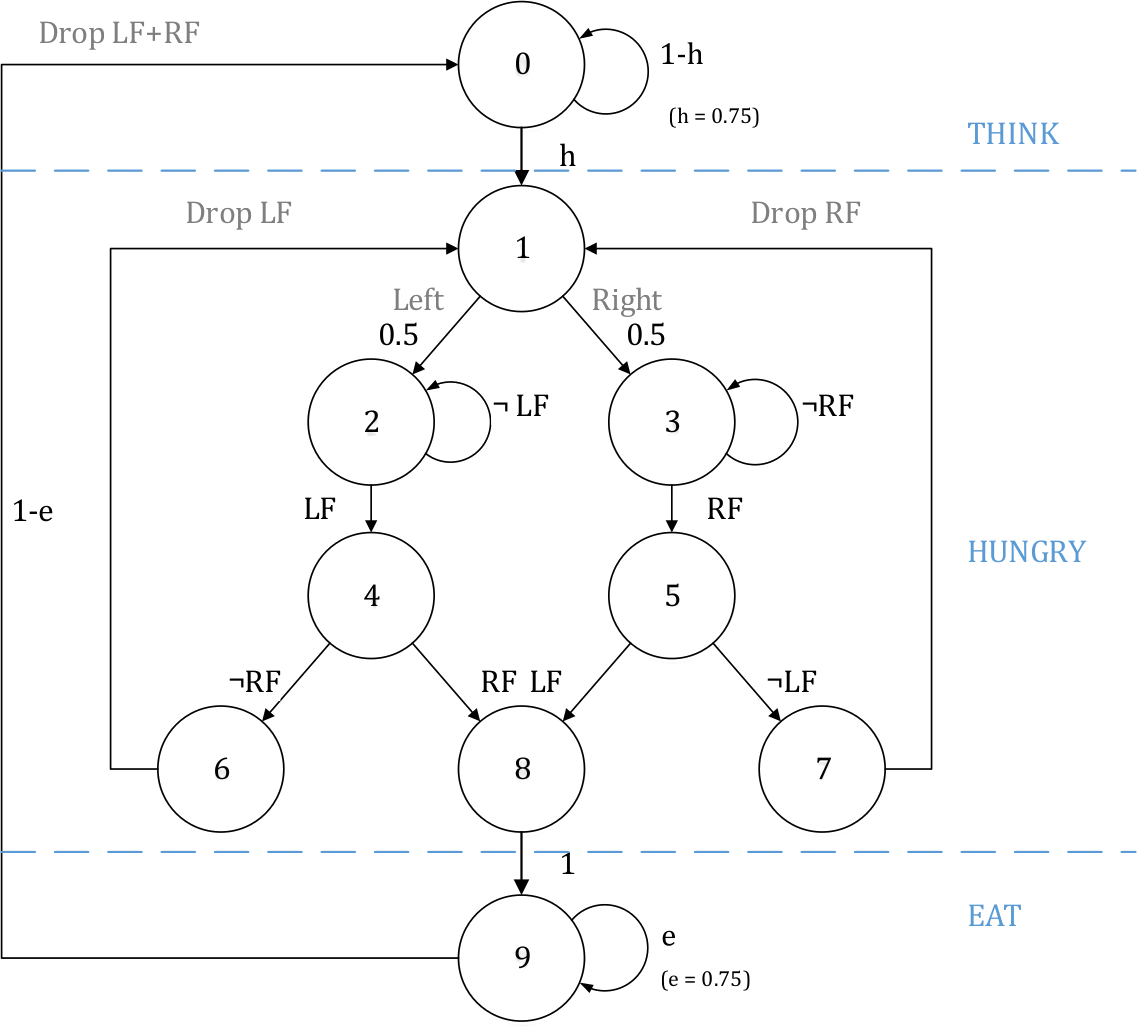 Drop LF+RF
0
1-h
(h = 0.75)
THINK
h
Drop LF
Drop RF
1
Left
Right
0.5
0.5
2
¬ LF
3
¬RF
LF
RF
1-e
HUNGRY
4
5
¬RF
RF LF
¬LF
6
8
7
1
EAT
9
e
(e = 0.75)